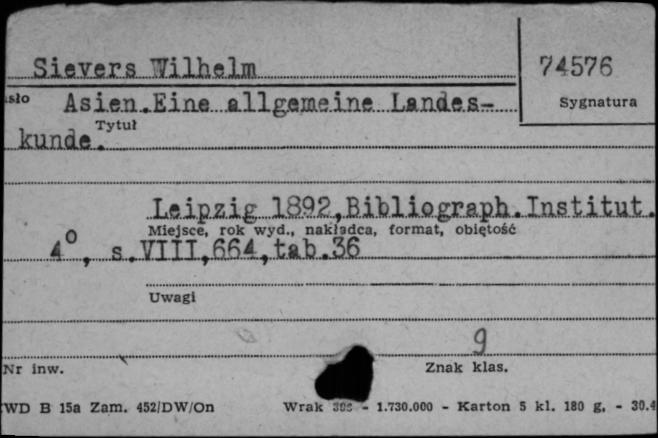 Sievers Wilhelm
74576
sło Asien.Eine allgemeine Landes-
Sygnatura
Tytuł
kunde.
Leipzig 1892,Bibliograph.Institut.
Miejsce, rok wyd., nakładca, format, obiętość
4°, s.VIII,664,tab.36
Uwagi
9
Nr inw.
Znak klas.
WD B 15a Zam. 452/DW/On Wrak - 1.730.000 - Karton 5 kl. 180 g. - 30.4